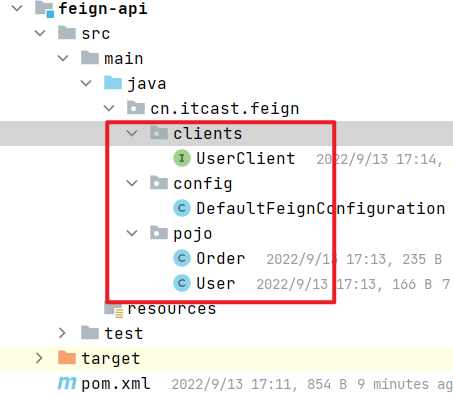 feign-api
src
main
java
cn.itcast.feign
clients
UserClient 2022/9/13 17:14,
config
DefaultFeignConfiguration
pojo
Order 2022/9/13 17:13, 235 B
User 2022/9/13 17:13, 166 B 7
resources
test
target
pom.xml 2022/9/13 17:11, 854 B 9 minutes ag